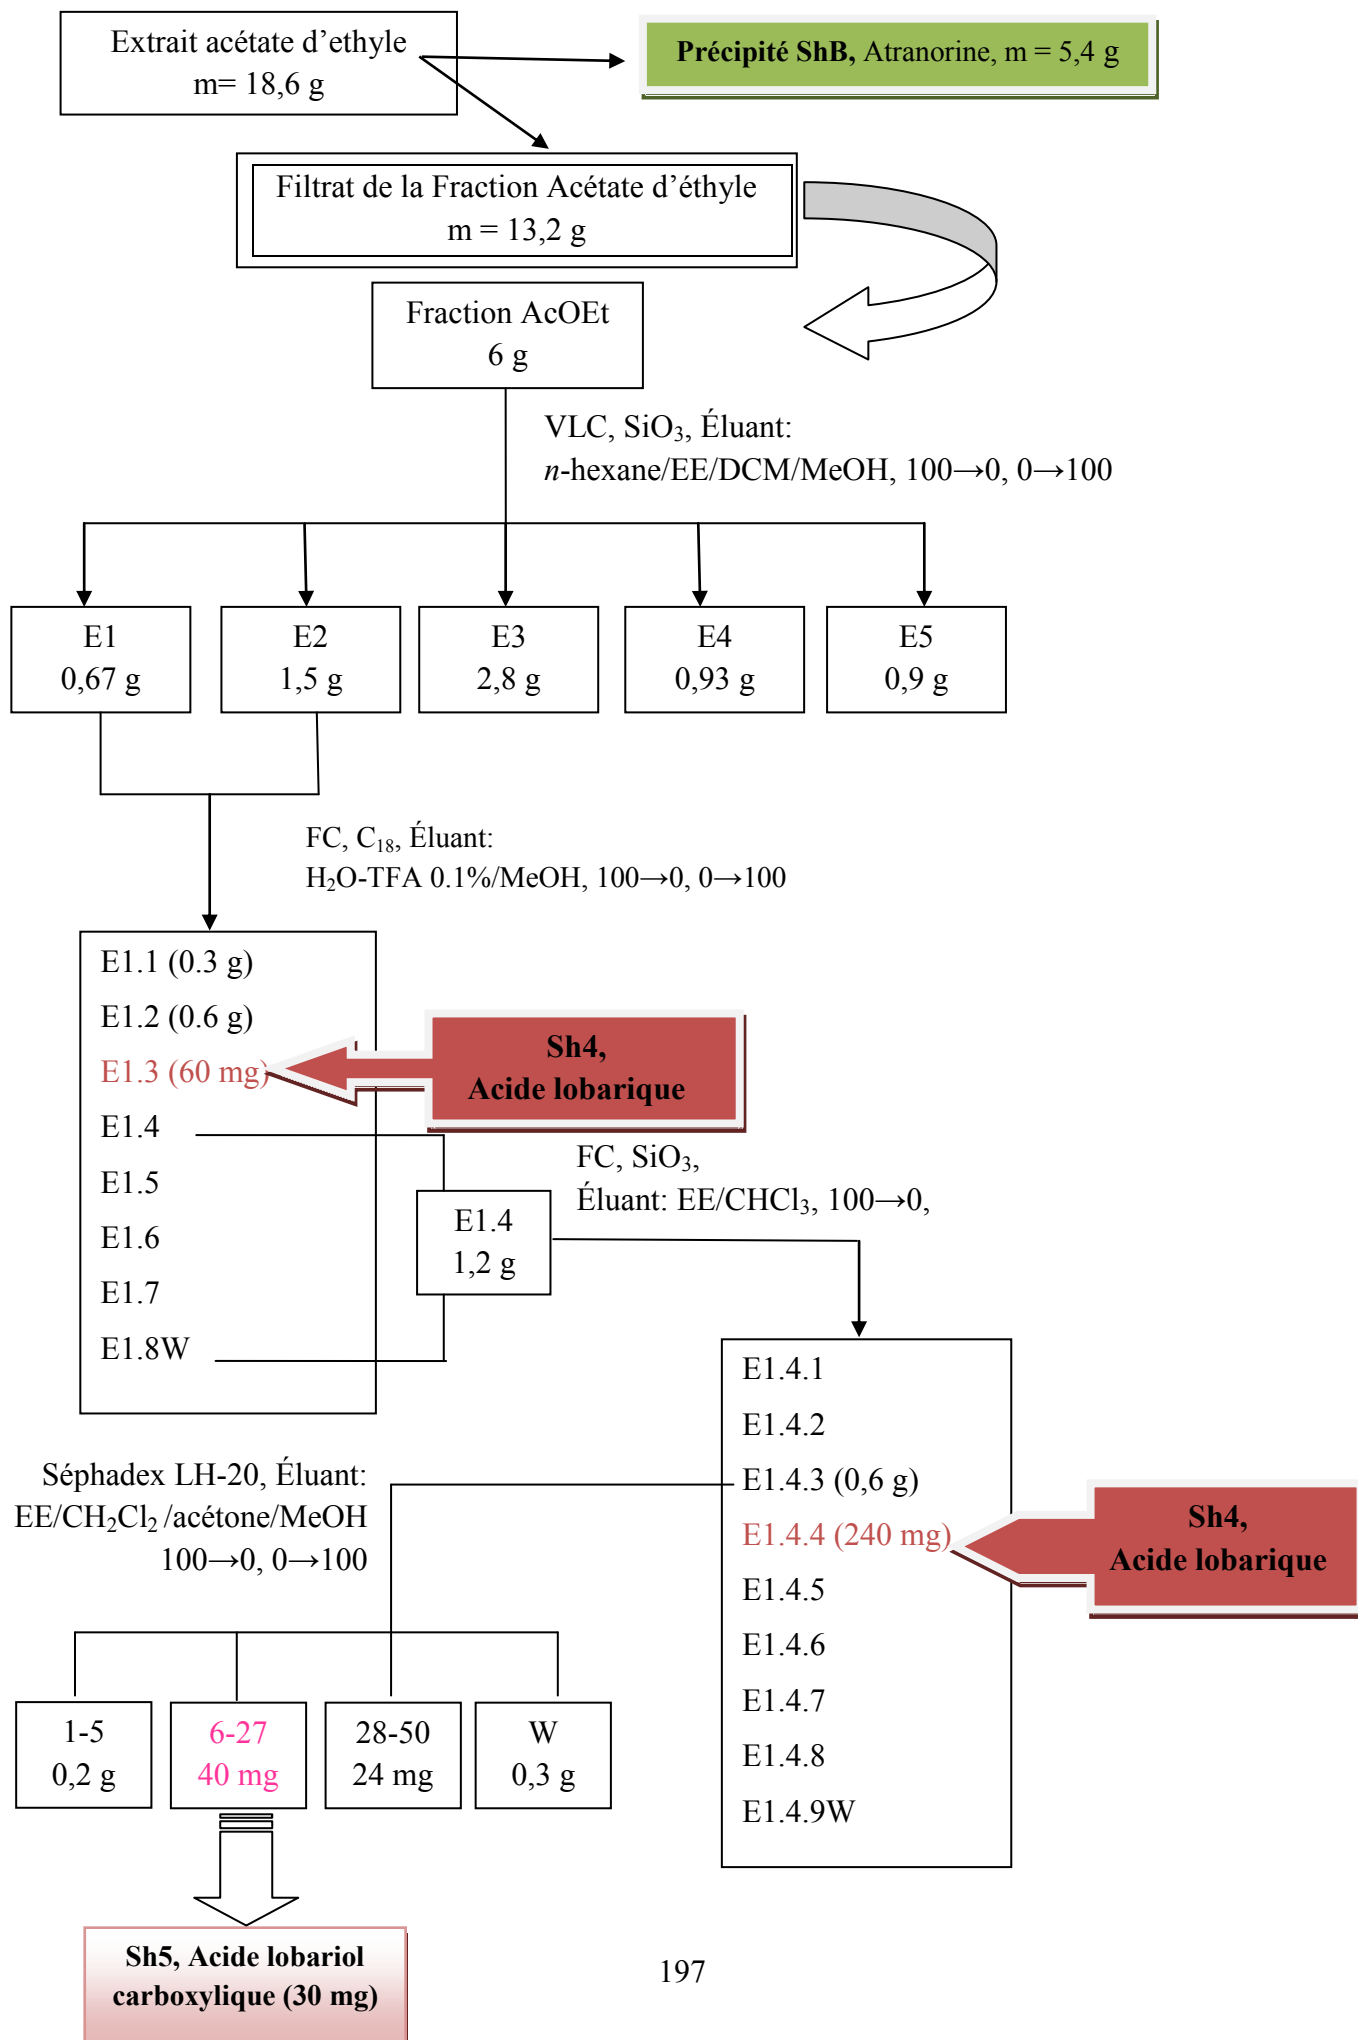 Extrait acétate d’ethyle
m= 18,6 g
Précipité ShB, Atranorine, m = 5,4 g
Filtrat de la Fraction Acétate d’éthyle
m = 13,2 g
Fraction AcOEt
6 g
VLC, SiO₃, Éluant:
n-hexane/EE/DCM/MeOH, 100→0, 0→100
E1
0,67 g
E2
1,5 g
E3
2,8 g
E4
0,93 g
E5
0,9 g
FC, C₁₈, Éluant:
H₂O-TFA 0.1%/MeOH, 100→0, 0→100
E1.1 (0.3 g)
E1.2 (0.6 g)
E1.3 (60 mg)
E1.4
E1.5
E1.6
E1.7
E1.8W
Sh4,
Acide lobarique
E1.4
1,2 g
FC, SiO₃,
Éluant: EE/CHCl₃, 100→0,
E1.4.1
E1.4.2
E1.4.3 (0,6 g)
E1.4.4 (240 mg)
E1.4.5
E1.4.6
E1.4.7
E1.4.8
E1.4.9W
Sh4,
Acide lobarique
Séphadex LH-20, Éluant:
EE/CH₂Cl₂ /acétone/MeOH
100→0, 0→100
1-5
0,2 g
6-27
40 mg
28-50
24 mg
W
0,3 g
Sh5, Acide lobariol
carboxylique (30 mg)
197